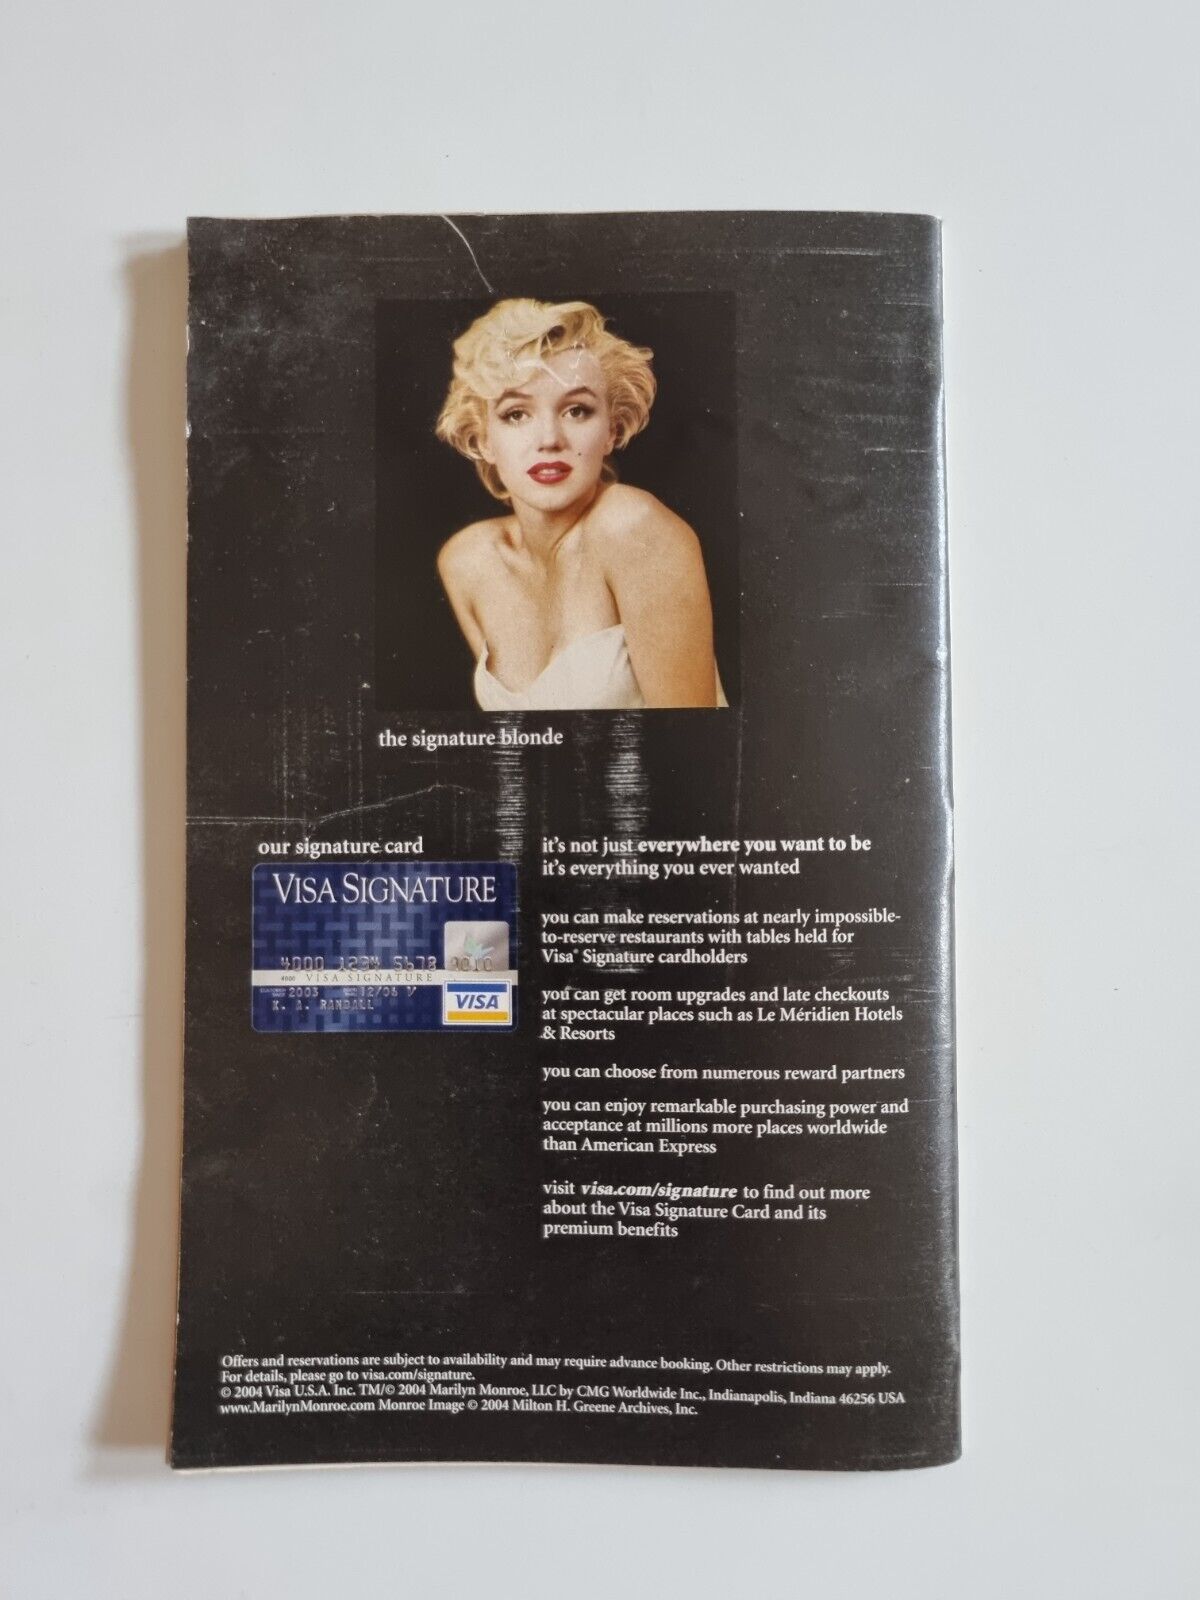 the signature blonde
our signature card
VISA SIGNATURE
4000 1234 5678 9010
4000 VISA SIGNATURE
2003 12/06 V
K. A. RANDALL
VISA
it's not just everywhere you want to be
it's everything you ever wanted
you can make reservations at nearly impossible-
to-reserve restaurants with tables held for
Visa® Signature cardholders
you can get room upgrades and late checkouts
at spectacular places such as Le Méridien Hotels
& Resorts
you can choose from numerous reward partners
you can enjoy remarkable purchasing power and
acceptance at millions more places worldwide
than American Express
visit visa.com/signature to find out more
about the Visa Signature Card and its
premium benefits
Offers and reservations are subject to availability and may require advance booking. Other restrictions may apply.
For details, please go to visa.com/signature.
© 2004 Visa U.S.A. Inc. TM/© 2004 Marilyn Monroe, LLC by CMG Worldwide Inc., Indianapolis, Indiana 46256 USA
www.MarilynMonroe.com Monroe Image © 2004 Milton H. Greene Archives, Inc.